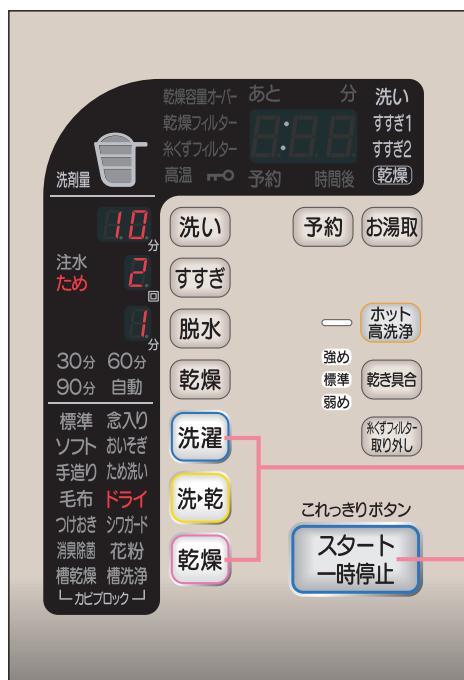 乾燥容量オーバー あと 分 洗い
乾燥フィルター すすぎ1
糸くずフィルター すすぎ2
高温 予約 時間後 乾燥
洗剤量
10分
注水
ため 2回
1分
30分 60分
90分 自動
標準 念入り
ソフト おいそぎ
手造り ため洗い
毛布 ドライ
つけおき シワガード
消臭除菌 花粉
槽乾燥 槽洗浄
カビブロック
洗い
すすぎ
脱水
乾燥
洗濯
洗▸乾
乾燥
予約 お湯取
ホット
高洗浄
強め
標準
弱め
乾き具合
糸くずフィルター
取り外し
これっきりボタン
スタート
一時停止